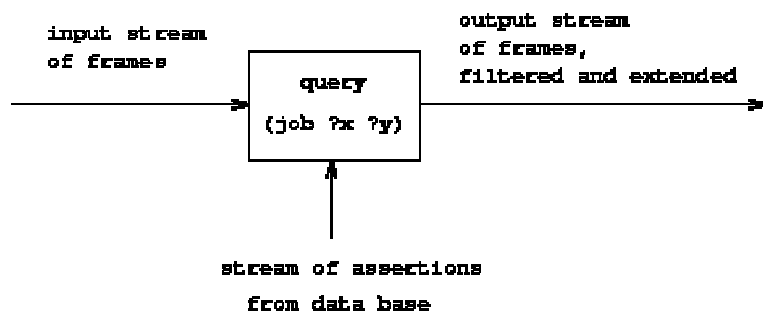 input stream
of frames
output stream
of frames,
filtered and extended
query
(job ?x ?y)
stream of assertions
from data base